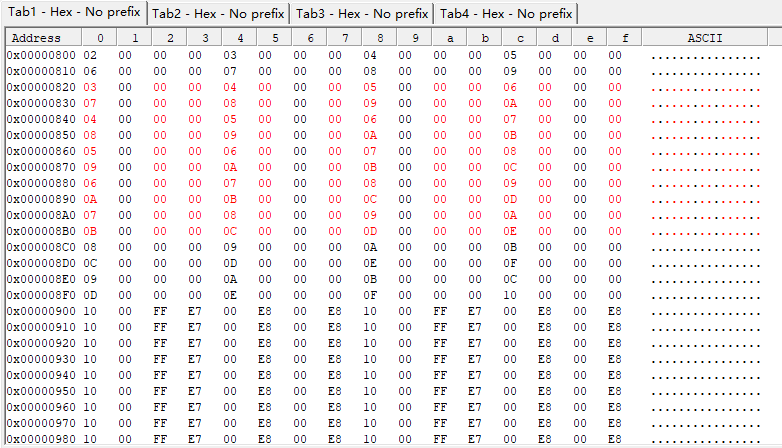 Tab1 - Hex - No prefix Tab2 - Hex - No prefix Tab3 - Hex - No prefix Tab4 - Hex - No prefix
Address 0 1 2 3 4 5 6 7 8 9 a b c d e f ASCII
0x00000800 02 00 00 00 03 00 00 00 04 00 00 00 05 00 00 00 ................
0x00000810 06 00 00 00 07 00 00 00 08 00 00 00 09 00 00 00 ................
0x00000820 03 00 00 00 04 00 00 00 05 00 00 00 06 00 00 00 ................
0x00000830 07 00 00 00 08 00 00 00 09 00 00 00 0A 00 00 00 ................
0x00000840 04 00 00 00 05 00 00 00 06 00 00 00 07 00 00 00 ................
0x00000850 08 00 00 00 09 00 00 00 0A 00 00 00 0B 00 00 00 ................
0x00000860 05 00 00 00 06 00 00 00 07 00 00 00 08 00 00 00 ................
0x00000870 09 00 00 00 0A 00 00 00 0B 00 00 00 0C 00 00 00 ................
0x00000880 06 00 00 00 07 00 00 00 08 00 00 00 09 00 00 00 ................
0x00000890 0A 00 00 00 0B 00 00 00 0C 00 00 00 0D 00 00 00 ................
0x000008A0 07 00 00 00 08 00 00 00 09 00 00 00 0A 00 00 00 ................
0x000008B0 0B 00 00 00 0C 00 00 00 0D 00 00 00 0E 00 00 00 ................
0x000008C0 08 00 00 00 09 00 00 00 0A 00 00 00 0B 00 00 00 ................
0x000008D0 0C 00 00 00 0D 00 00 00 0E 00 00 00 0F 00 00 00 ................
0x000008E0 09 00 00 00 0A 00 00 00 0B 00 00 00 0C 00 00 00 ................
0x000008F0 0D 00 00 00 0E 00 00 00 0F 00 00 00 10 00 00 00 ................
0x00000900 10 00 FF E7 00 E8 00 E8 10 00 FF E7 00 E8 00 E8 ................
0x00000910 10 00 FF E7 00 E8 00 E8 10 00 FF E7 00 E8 00 E8 ................
0x00000920 10 00 FF E7 00 E8 00 E8 10 00 FF E7 00 E8 00 E8 ................
0x00000930 10 00 FF E7 00 E8 00 E8 10 00 FF E7 00 E8 00 E8 ................
0x00000940 10 00 FF E7 00 E8 00 E8 10 00 FF E7 00 E8 00 E8 ................
0x00000950 10 00 FF E7 00 E8 00 E8 10 00 FF E7 00 E8 00 E8 ................
0x00000960 10 00 FF E7 00 E8 00 E8 10 00 FF E7 00 E8 00 E8 ................
0x00000970 10 00 FF E7 00 E8 00 E8 10 00 FF E7 00 E8 00 E8 ................
0x00000980 10 00 FF E7 00 E8 00 E8 10 00 FF E7 00 E8 00 E8 ................